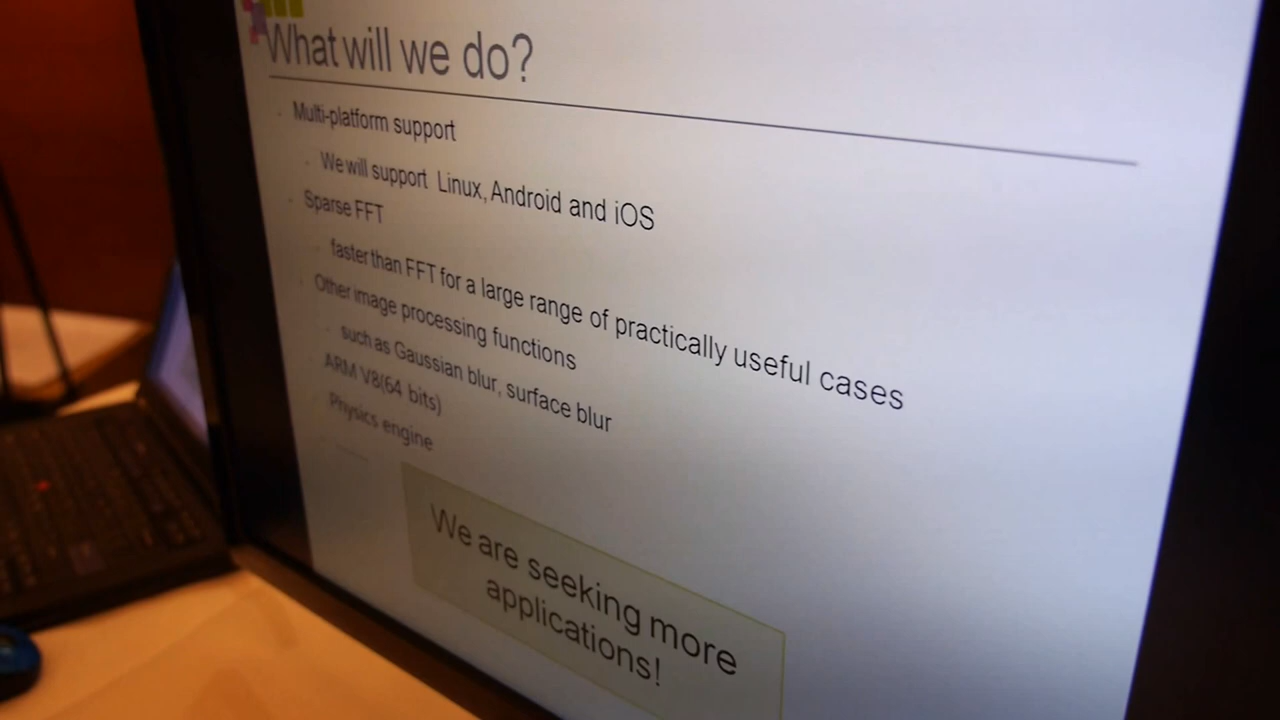 What will we do?
Multi-platform support
We will support Linux, Android and iOS
Sparse FFT
faster than FFT for a large range of practically useful cases
Other image processing functions
such as Gaussian blur, surface blur
ARM V8(64 bits)
Physics engine
We are seeking more
applications!